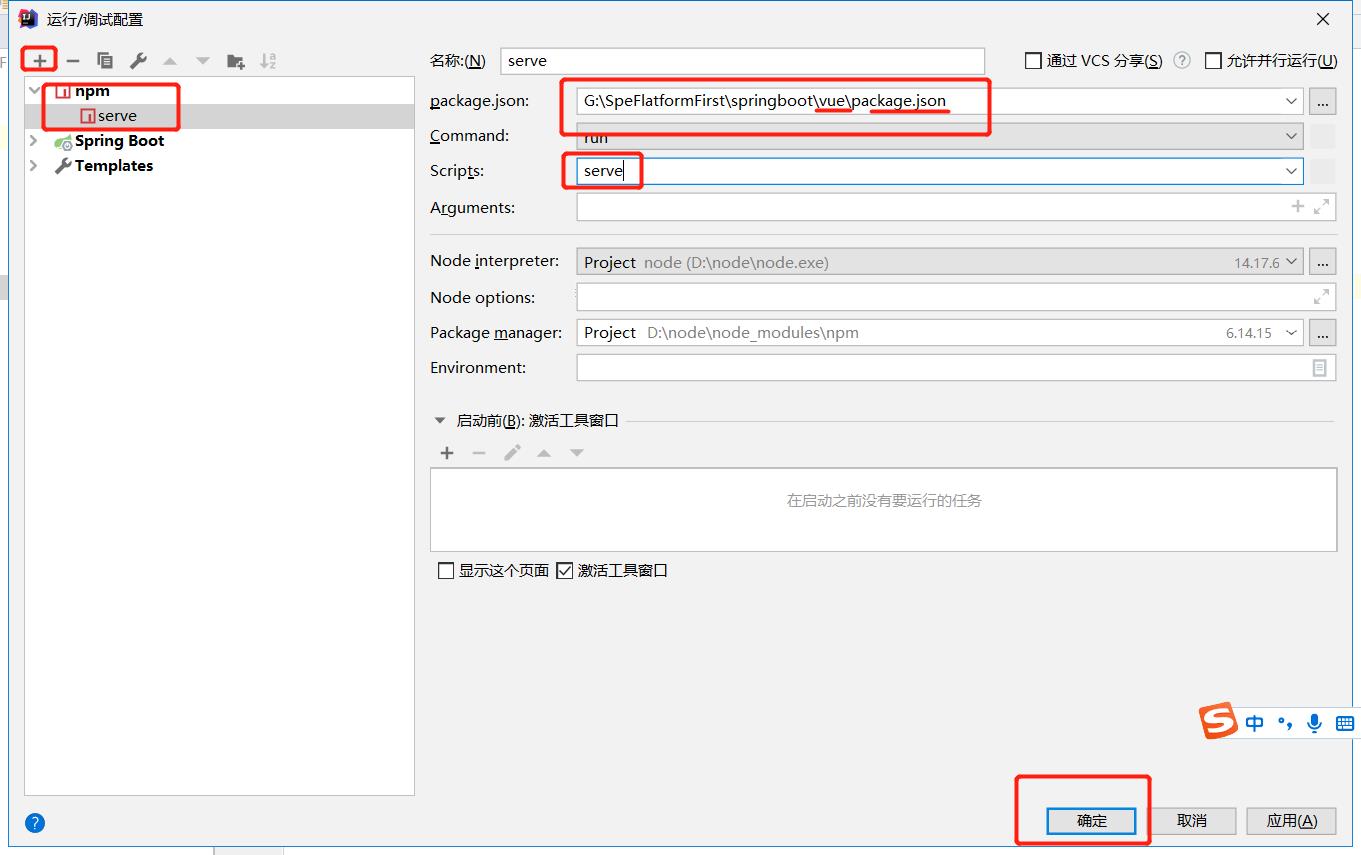 运行/调试配置
npm
serve
Spring Boot
Templates
名称:(N) serve 通过 VCS 分享(S) ? 允许并行运行(U)
package.json: G:\SpeFlatformFirst\springboot\vue\package.json ...
Command: run
Scripts: serve
Arguments:
Node interpreter: Project node (D:\node\node.exe) 14.17.6 ...
Node options:
Package manager: Project D:\node\node_modules\npm 6.14.15 ...
Environment:
启动前(B): 激活工具窗口
在启动之前没有要运行的任务
显示这个页面 激活工具窗口
S 中
? 确定 取消 应用(A)